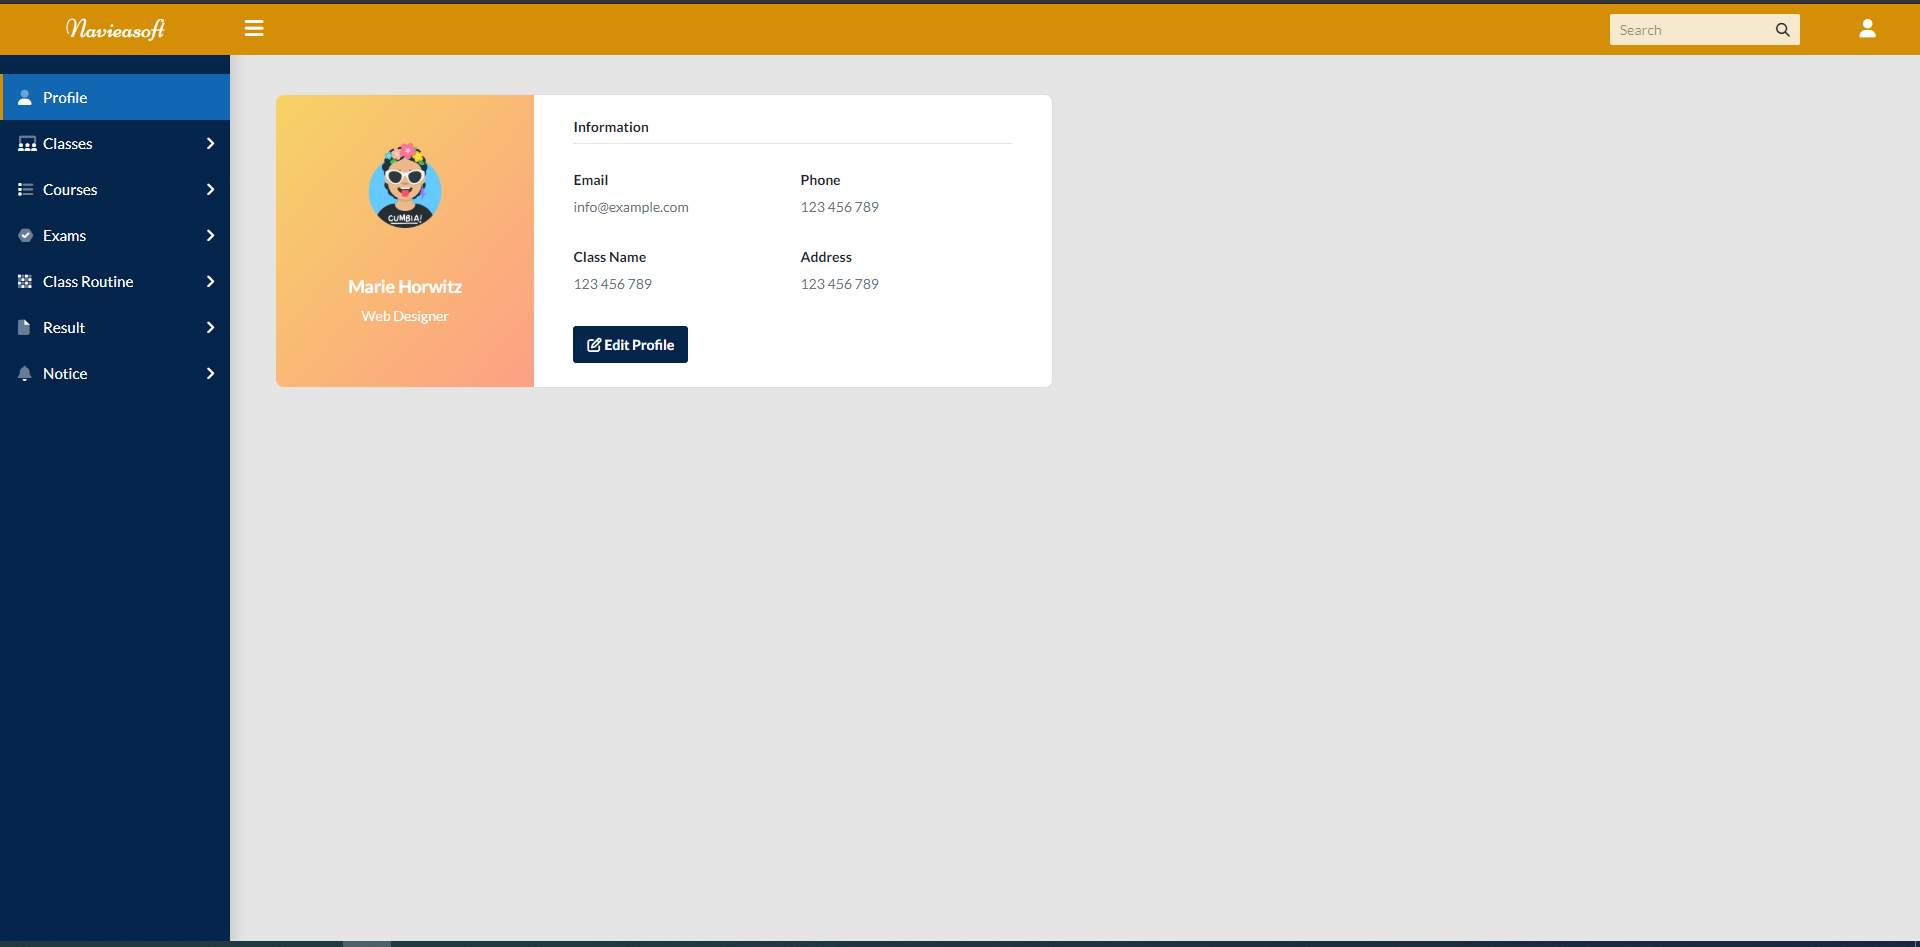 Navieasoft
Search
Profile
Classes
Courses
Exams
Class Routine
Result
Notice
CUMBIA!
Marie Horwitz
Web Designer
Information
Email
Phone
info@example.com
123 456 789
Class Name
Address
123 456 789
123 456 789
Edit Profile